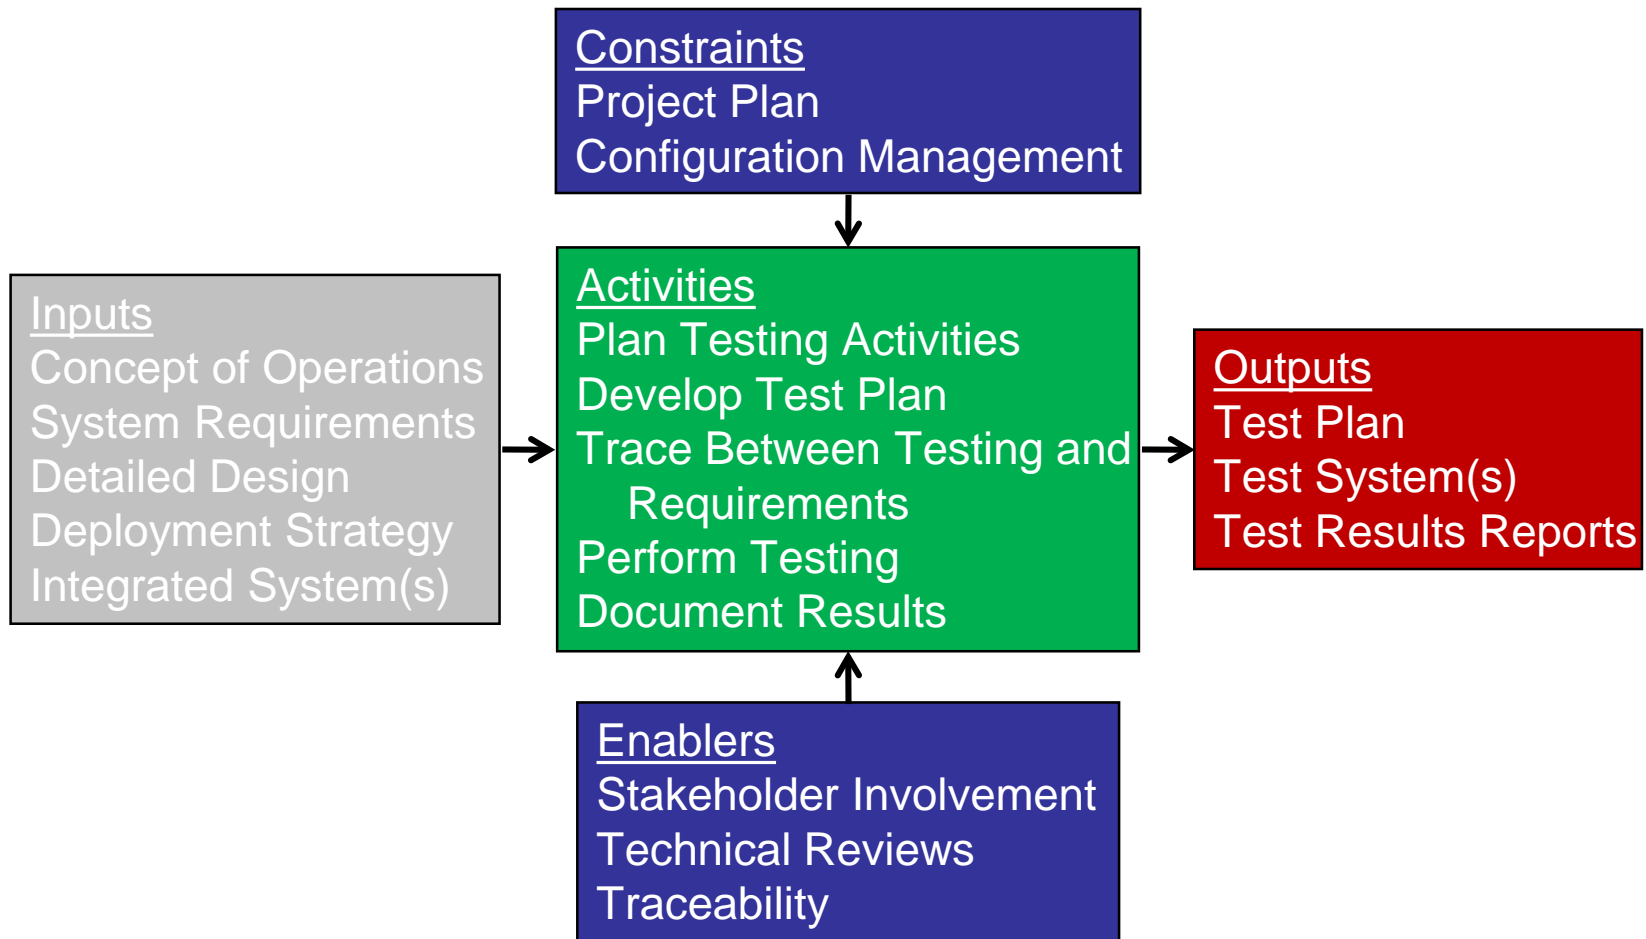 Constraints
Project Plan
Configuration Management
Inputs
Concept of Operations
System Requirements
Detailed Design
Deployment Strategy
Integrated System(s)
Activities
Plan Testing Activities
Develop Test Plan
Trace Between Testing and
Requirements
Perform Testing
Document Results
Outputs
Test Plan
Test System(s)
Test Results Reports
Enablers
Stakeholder Involvement
Technical Reviews
Traceability